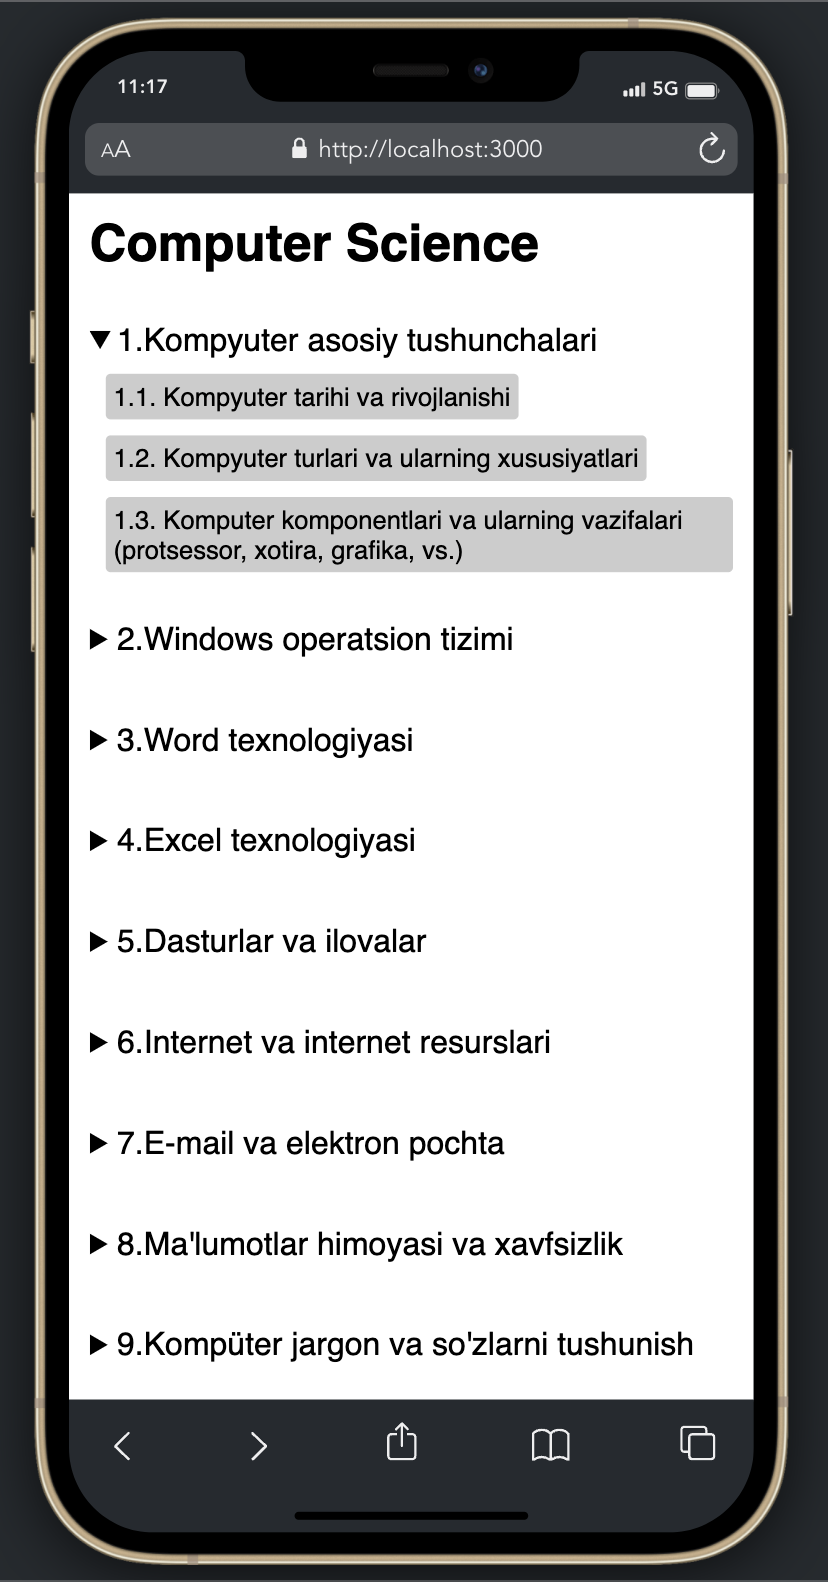 11:17
5G
AA
http://localhost:3000
Computer Science
1.Kompyuter asosiy tushunchalari
1.1. Kompyuter tarihi va rivojlanishi
1.2. Kompyuter turlari va ularning xususiyatlari
1.3. Komputer komponentlari va ularning vazifalari
(protsessor, xotira, grafika, vs.)
2.Windows operatsion tizimi
3.Word texnologiyasi
4.Excel texnologiyasi
5.Dasturlar va ilovalar
6.Internet va internet resurslari
7.E-mail va elektron pochta
8.Ma'lumotlar himoyasi va xavfsizlik
9.Kompüter jargon va so'zlarni tushunish